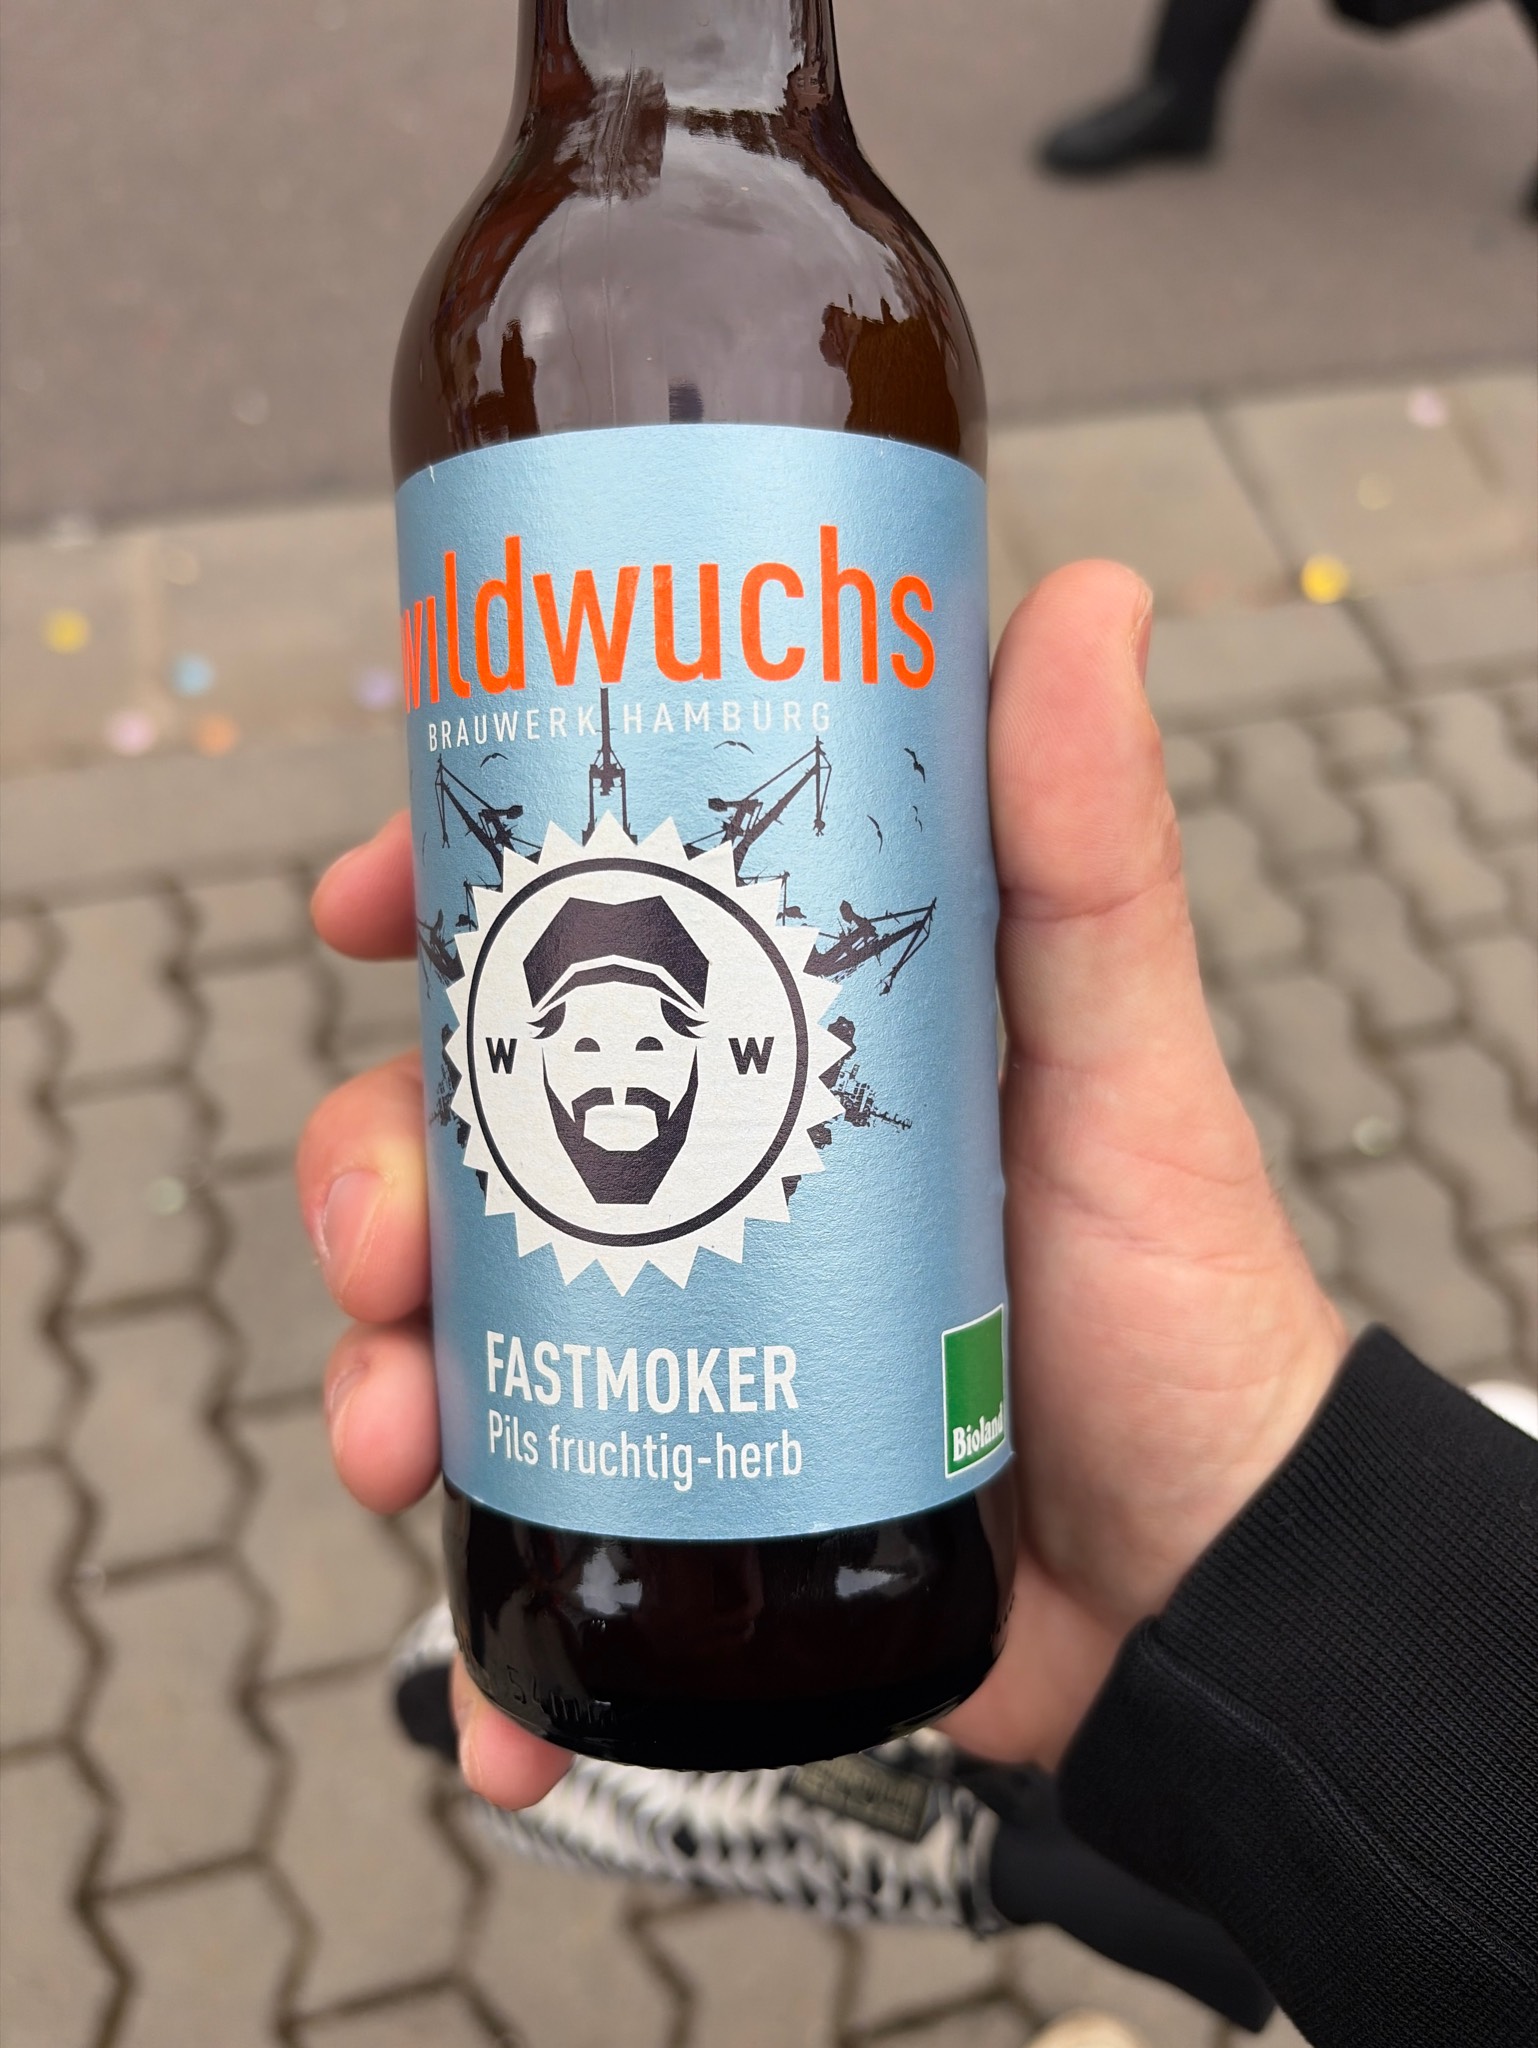 wildwuchs
BRAUWERK HAMBURG
W W
FASTMOKER
Pils fruchtig-herb
Bioland